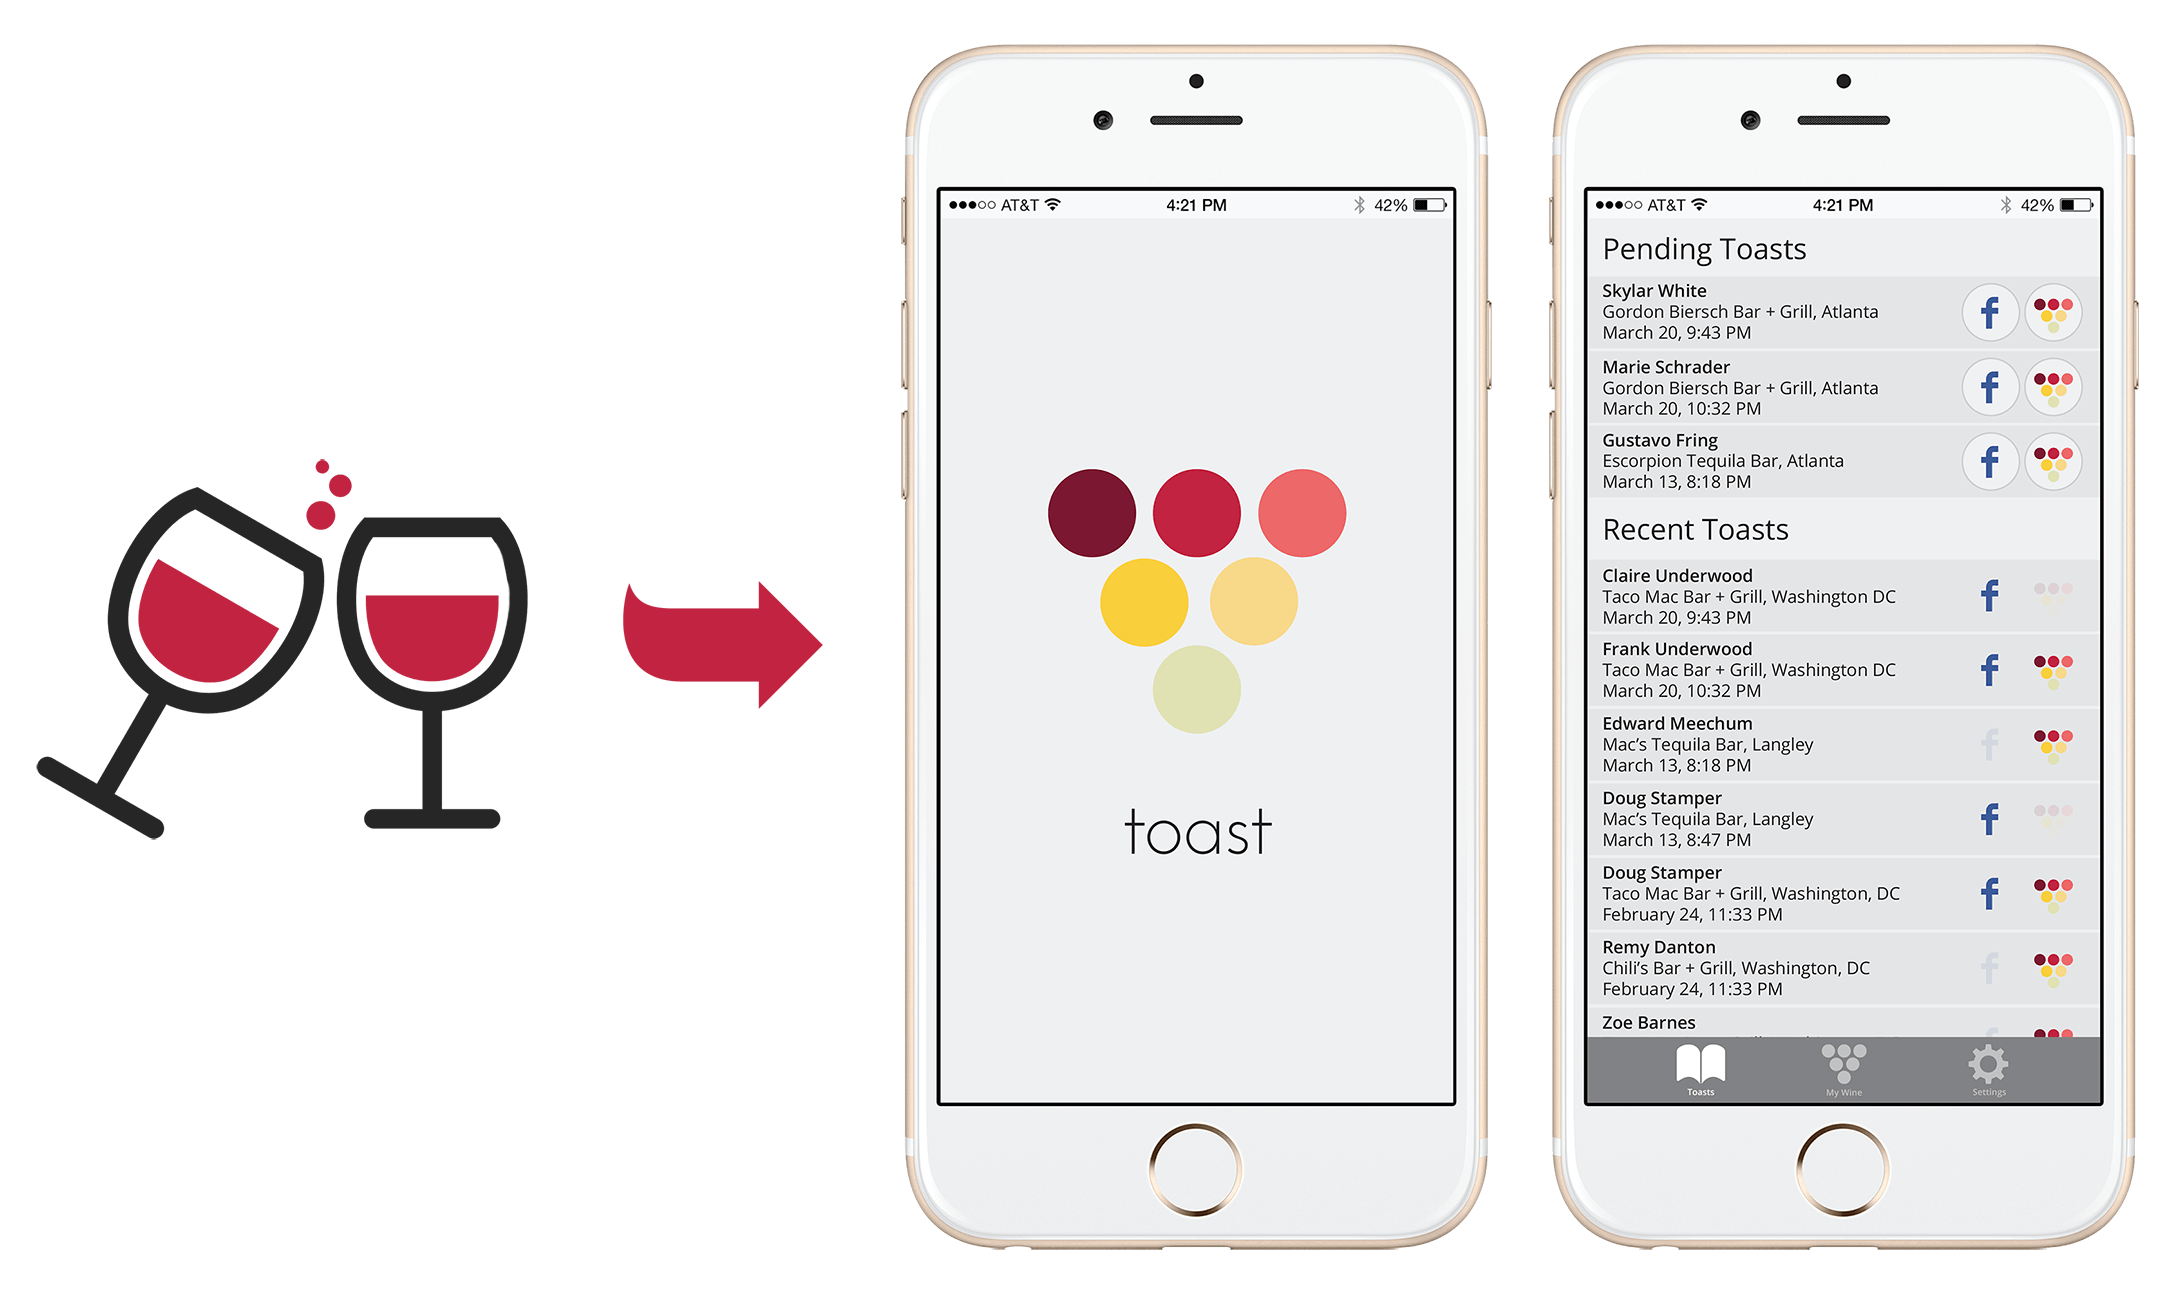 AT&T 4:21 PM 42%
toast
AT&T 4:21 PM 42%
Pending Toasts
Skylar White
Gordon Biersch Bar + Grill, Atlanta
March 20, 9:43 PM
Marie Schrader
Gordon Biersch Bar + Grill, Atlanta
March 20, 10:32 PM
Gustavo Fring
Escorpion Tequila Bar, Atlanta
March 13, 8:18 PM
Recent Toasts
Claire Underwood
Taco Mac Bar + Grill, Washington DC
March 20, 9:43 PM
Frank Underwood
Taco Mac Bar + Grill, Washington DC
March 20, 10:32 PM
Edward Meechum
Mac's Tequila Bar, Langley
March 13, 8:18 PM
Doug Stamper
Mac's Tequila Bar, Langley
March 13, 8:47 PM
Doug Stamper
Taco Mac Bar + Grill, Washington, DC
February 24, 11:33 PM
Remy Danton
Chili's Bar + Grill, Washington, DC
February 24, 11:33 PM
Zoe Barnes
Toasts My Wine Settings